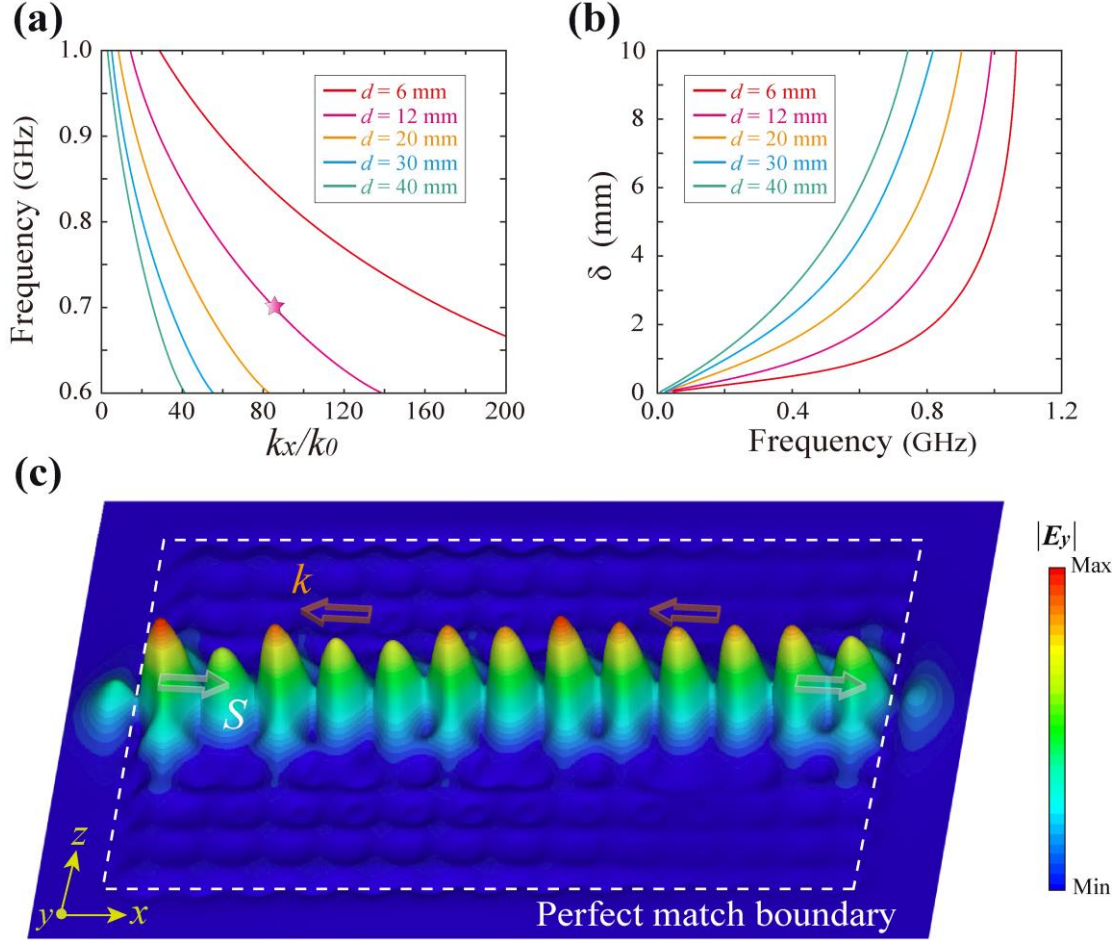 (a)
1.0
0.9
0.8
0.7
0.6
Frequency (GHz)
0 40 80 120 160 200
kx/k0
d = 6 mm
d = 12 mm
d = 20 mm
d = 30 mm
d = 40 mm
(b)
10
8
6
4
2
0
δ (mm)
0.0 0.4 0.8 1.2
Frequency (GHz)
d = 6 mm
d = 12 mm
d = 20 mm
d = 30 mm
d = 40 mm
(c)
k
S
z
y
x
Perfect match boundary
|Ey|
Max
Min